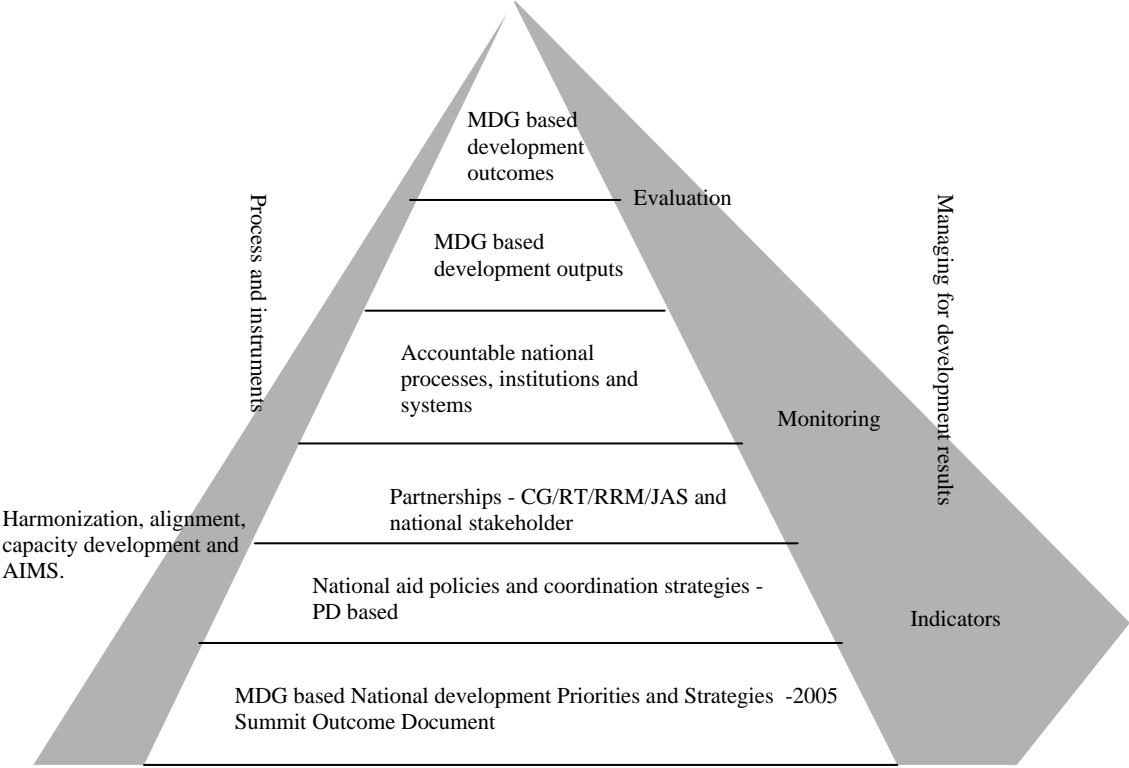 MDG based
development
outcomes
Evaluation
Process and instruments
Managing for development results
MDG based
development outputs
Accountable national
processes, institutions and
systems
Monitoring
Partnerships - CG/RT/RRM/JAS and
national stakeholder
Harmonization, alignment,
capacity development and
AIMS.
National aid policies and coordination strategies -
PD based
Indicators
MDG based National development Priorities and Strategies -2005
Summit Outcome Document